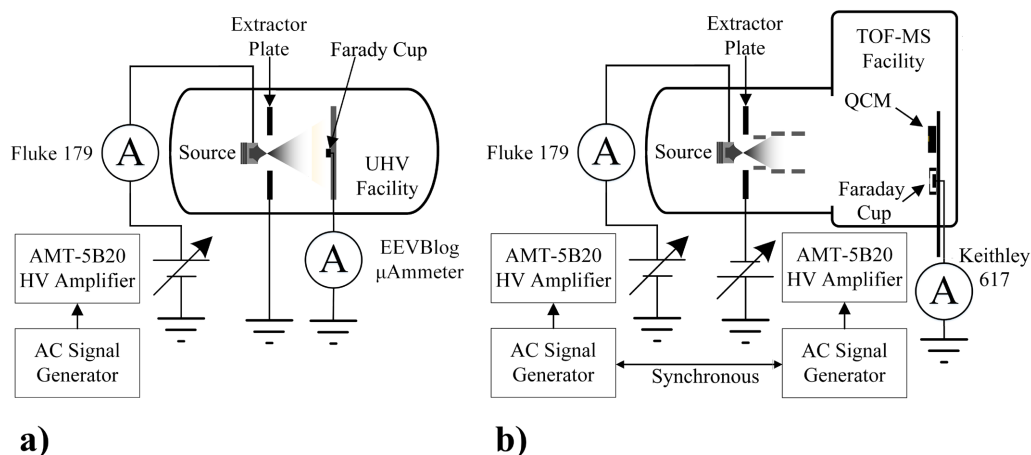 Extractor
Plate
Farady Cup
A
Fluke 179
Source
UHV
Facility
AMT-5B20
HV Amplifier
A
EEVBlog
µAmmeter
AC Signal
Generator
a)
Extractor
Plate
TOF-MS
Facility
QCM
A
Fluke 179
Source
Faraday
Cup
AMT-5B20
HV Amplifier
AMT-5B20
HV Amplifier
A
Keithley
617
AC Signal
Generator
Synchronous
AC Signal
Generator
b)